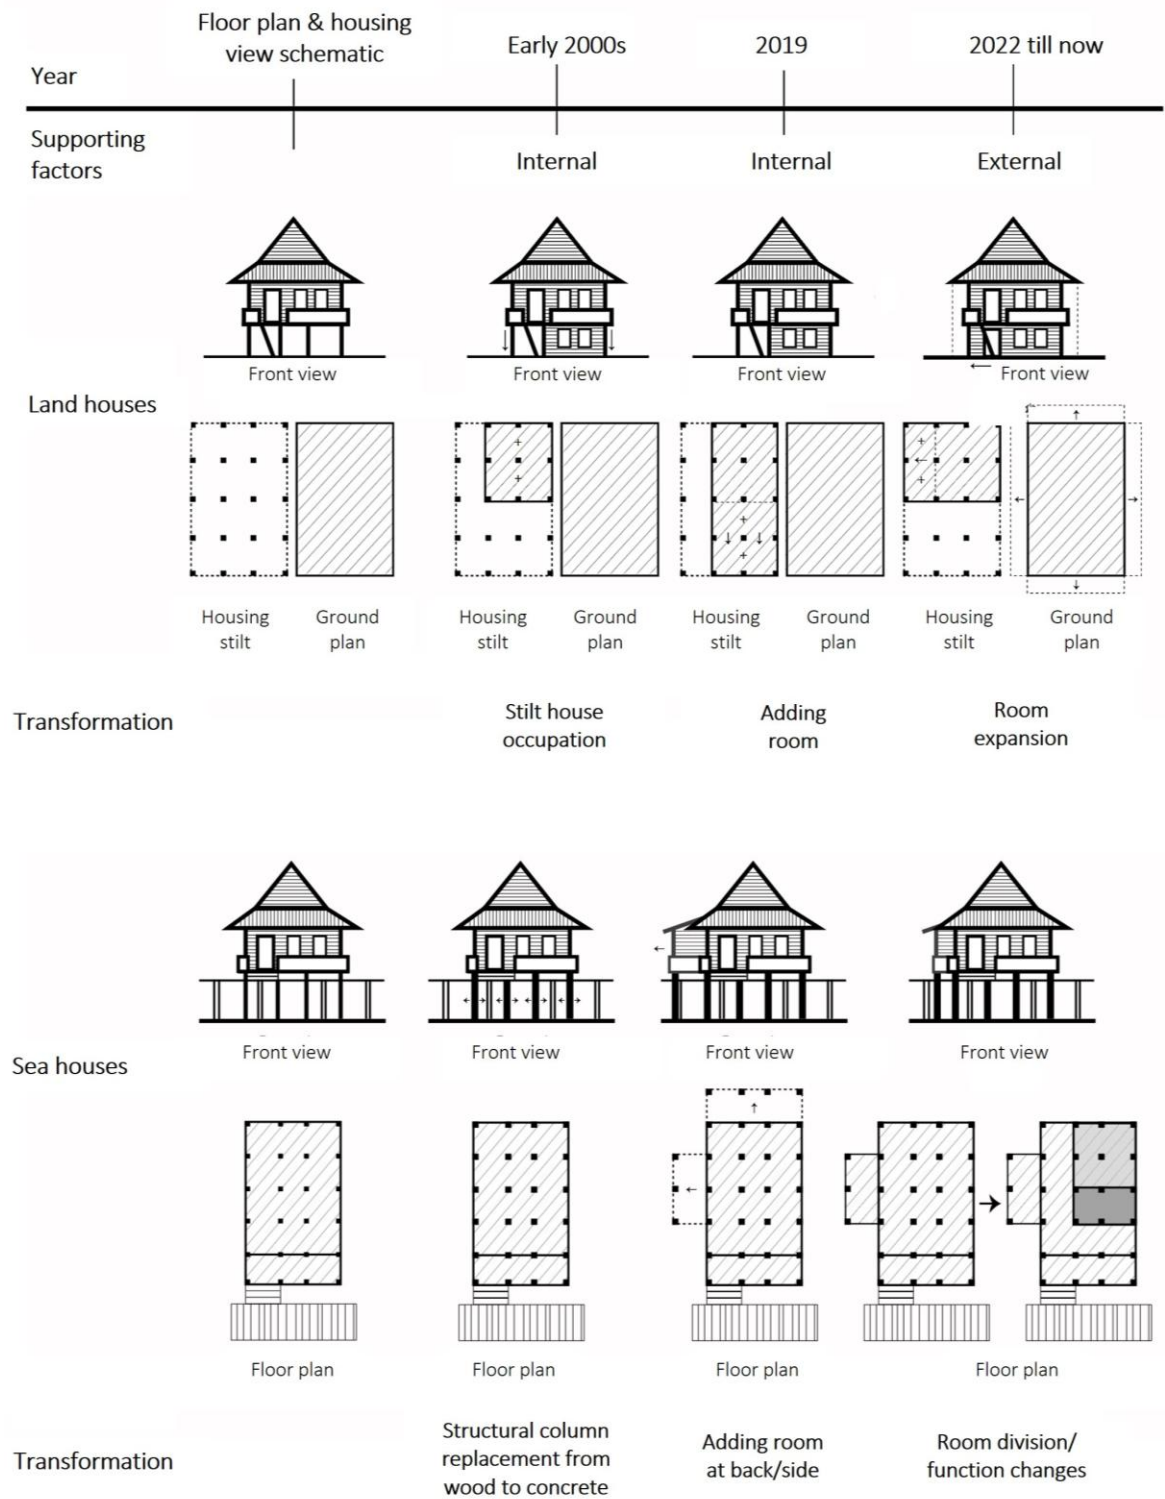 Floor plan & housing
view schematic
Early 2000s
2019
2022 till now
Year
Supporting
factors
Internal
Internal
External
Front view
Front view
Front view
Front view
Land houses
Housing
stilt
Ground
plan
Housing
stilt
Ground
plan
Housing
stilt
Ground
plan
Housing
stilt
Ground
plan
Transformation
Stilt house
occupation
Adding
room
Room
expansion
Front view
Front view
Front view
Front view
Sea houses
Floor plan
Floor plan
Floor plan
Floor plan
Transformation
Structural column
replacement from
wood to concrete
Adding room
at back/side
Room division/
function changes